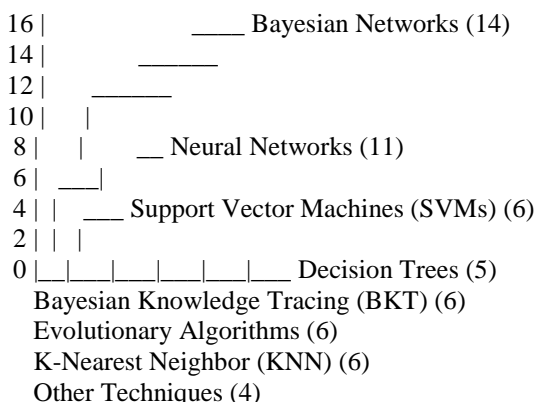 16 | ____ Bayesian Networks (14)
14 | ______
12 | ______
10 | |
8 | | __ Neural Networks (11)
6 | ___|
4 | | ___ Support Vector Machines (SVMs) (6)
2 | | |
0 |__|___|___|___|___|___ Decision Trees (5)
Bayesian Knowledge Tracing (BKT) (6)
Evolutionary Algorithms (6)
K-Nearest Neighbor (KNN) (6)
Other Techniques (4)